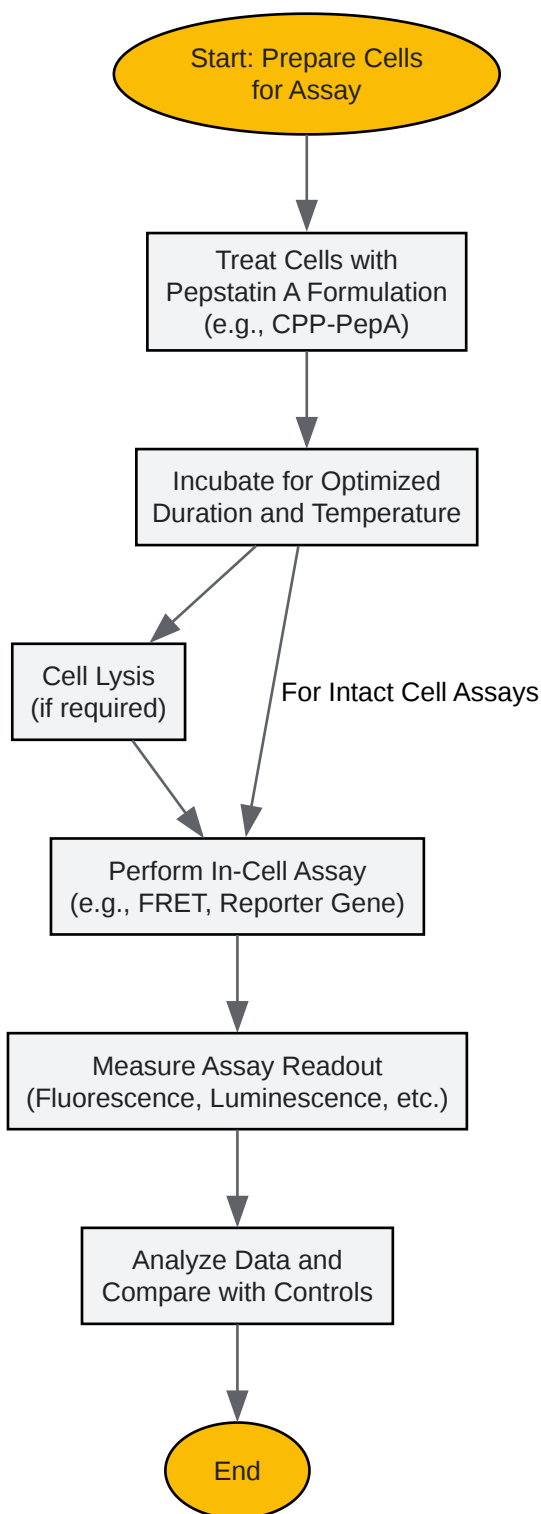 Start: Prepare Cells
for Assay
Treat Cells with
Pepstatin A Formulation
(e.g., CPP-PepA)
Incubate for Optimized
Duration and Temperature
Cell Lysis
(if required)
For Intact Cell Assays
Perform In-Cell Assay
(e.g., FRET, Reporter Gene)
Measure Assay Readout
(Fluorescence, Luminescence, etc.)
Analyze Data and
Compare with Controls
End